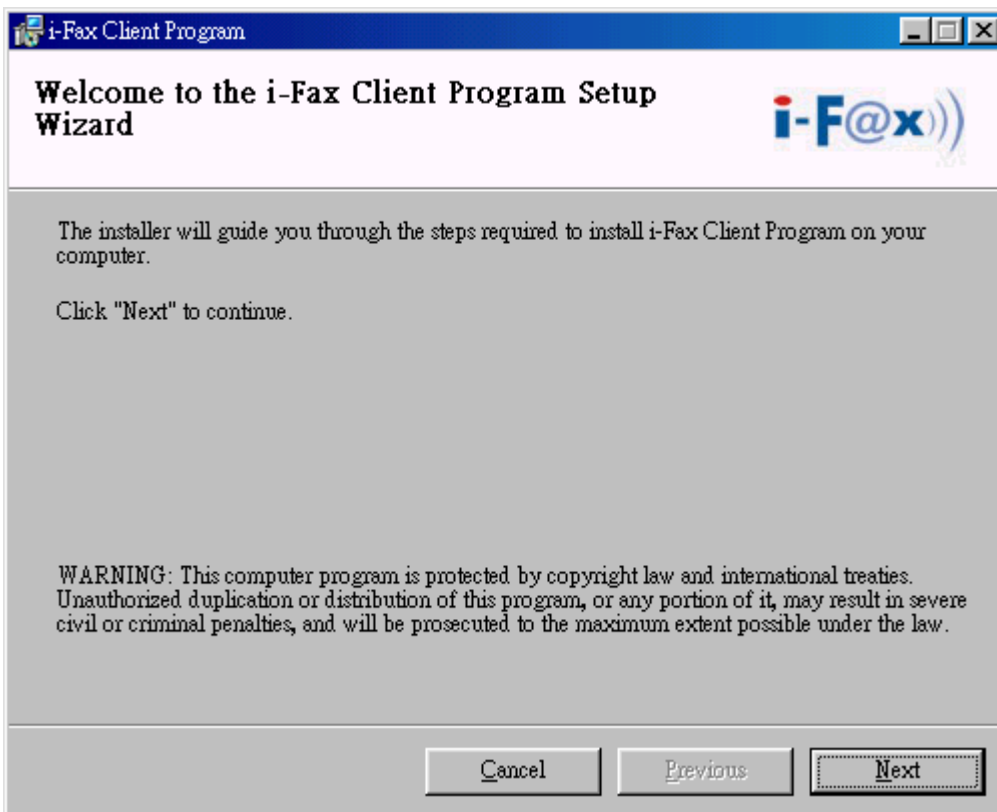 i-Fax Client Program
Welcome to the i-Fax Client Program Setup
Wizard
i-F@x)))
The installer will guide you through the steps required to install i-Fax Client Program on your
computer.
Click "Next" to continue.
WARNING: This computer program is protected by copyright law and international treaties.
Unauthorized duplication or distribution of this program, or any portion of it, may result in severe
civil or criminal penalties, and will be prosecuted to the maximum extent possible under the law.
Cancel
Previous
Next